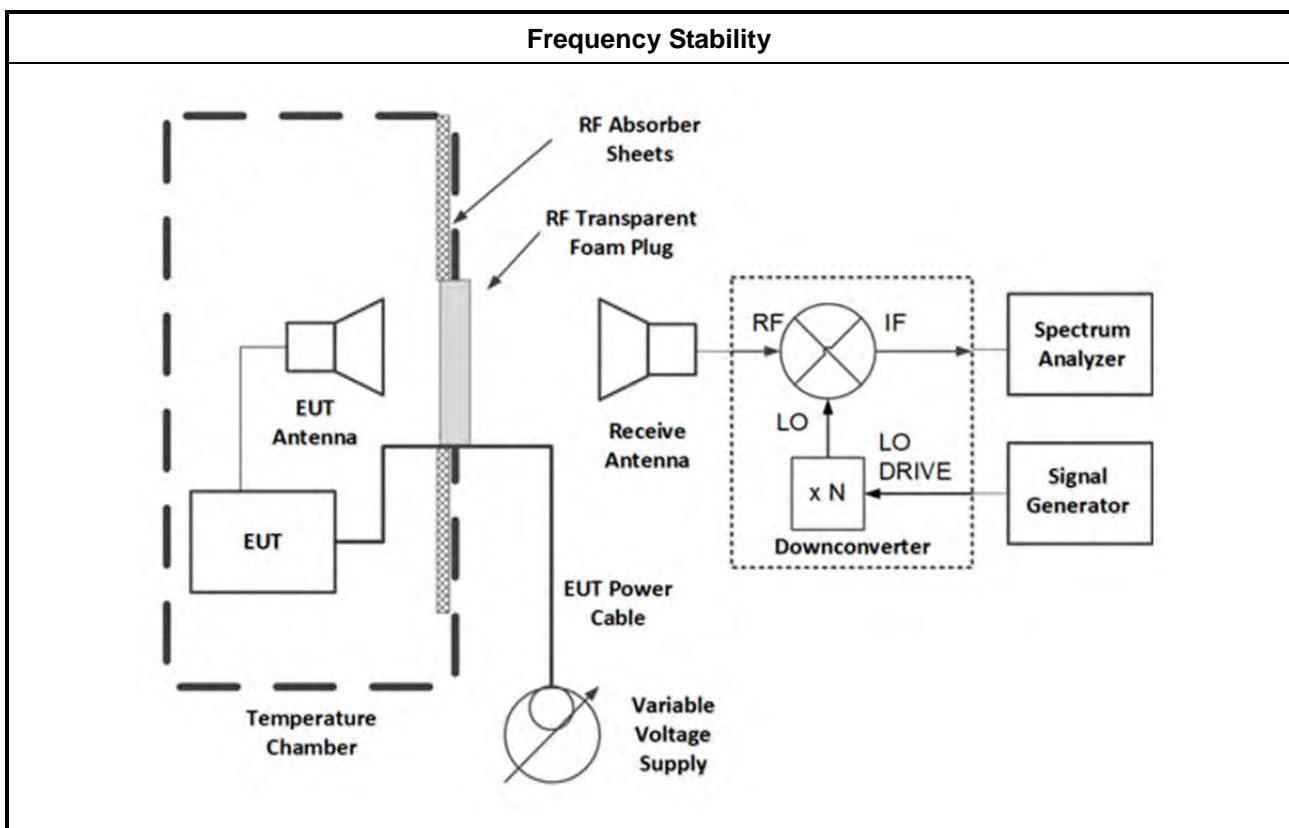 Frequency Stability
RF Absorber
Sheets
RF Transparent
Foam Plug
EUT
Antenna
EUT
Temperature
Chamber
EUT Power
Cable
Variable
Voltage
Supply
Receive
Antenna
RF
IF
LO
LO
DRIVE
x N
Downconverter
Spectrum
Analyzer
Signal
Generator